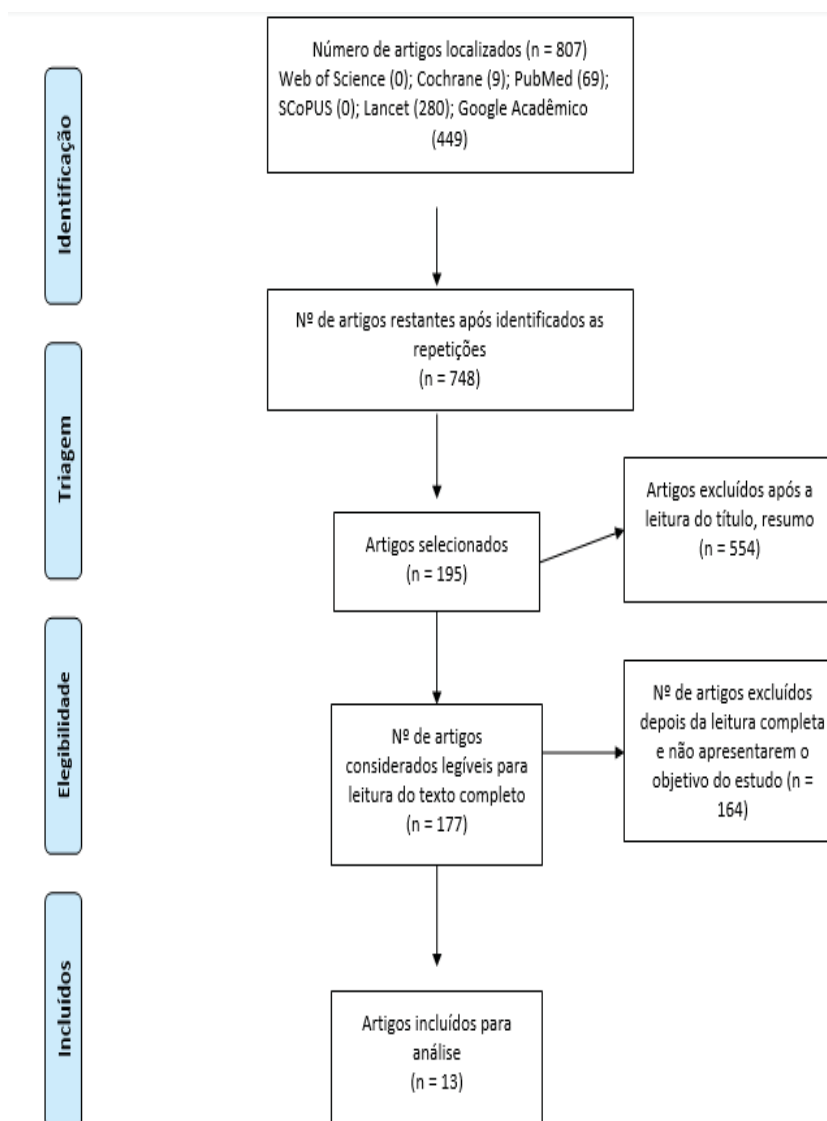 Identificação
Número de artigos localizados (n = 807)
Web of Science (0); Cochrane (9); PubMed (69);
SCoPUS (0); Lancet (280); Google Acadêmico
(449)
Nº de artigos restantes após identificados as
repetições
(n = 748)
Triagem
Artigos selecionados
(n = 195)
Artigos excluídos após a
leitura do título, resumo
(n = 554)
Elegibilidade
Nº de artigos
considerados legíveis para
leitura do texto completo
(n = 177)
Nº de artigos excluídos
depois da leitura completa
e não apresentarem o
objetivo do estudo (n =
164)
Incluídos
Artigos incluídos para
análise
(n = 13)